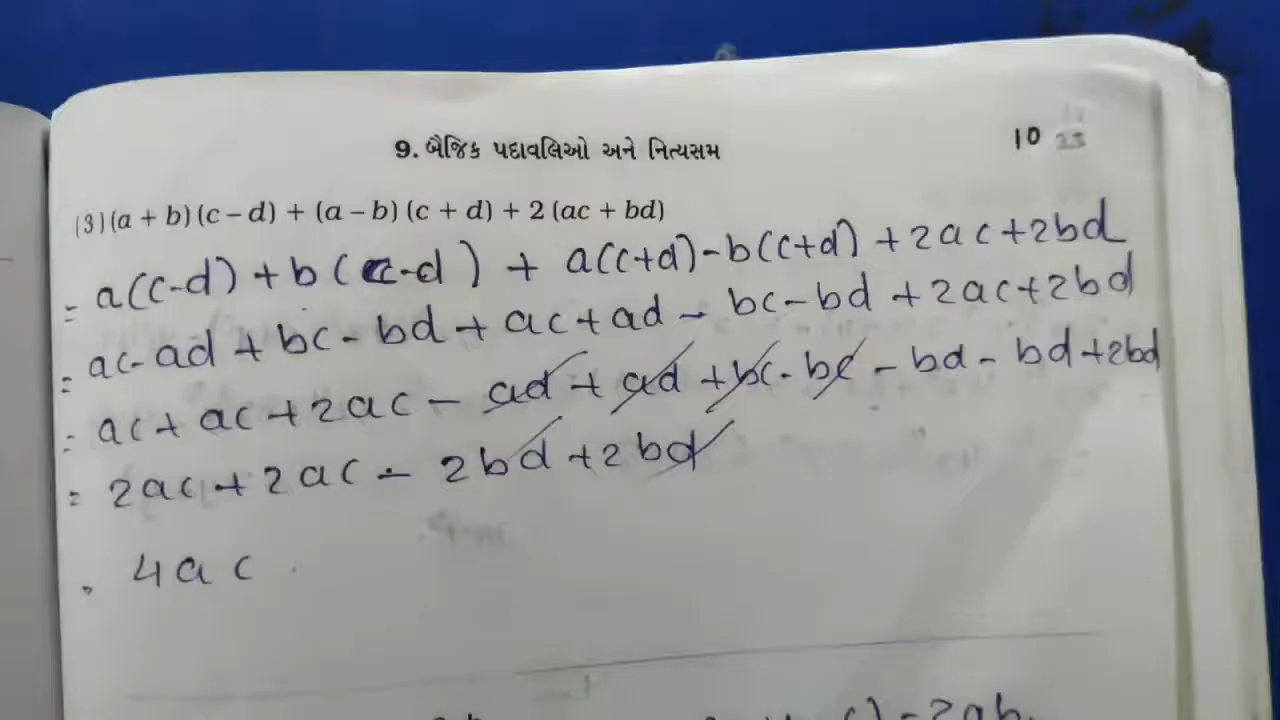 9. બૈજિક પદાવલિઓ અને નિત્યસમ
10
(3) (a + b) (c – d) + (a – b) (c + d) + 2 (ac + bd)
= a(c-d) + b(c-d) + a(c+d) - b(c+d) + 2ac + 2bd
= ac - ad + bc - bd + ac + ad - bc - bd + 2ac + 2bd
= ac + ac + 2ac - ad + ad + bc - bc - bd - bd + 2bd
= 2ac + 2ac - 2bd + 2bd
= 4ac
c) - 2ab